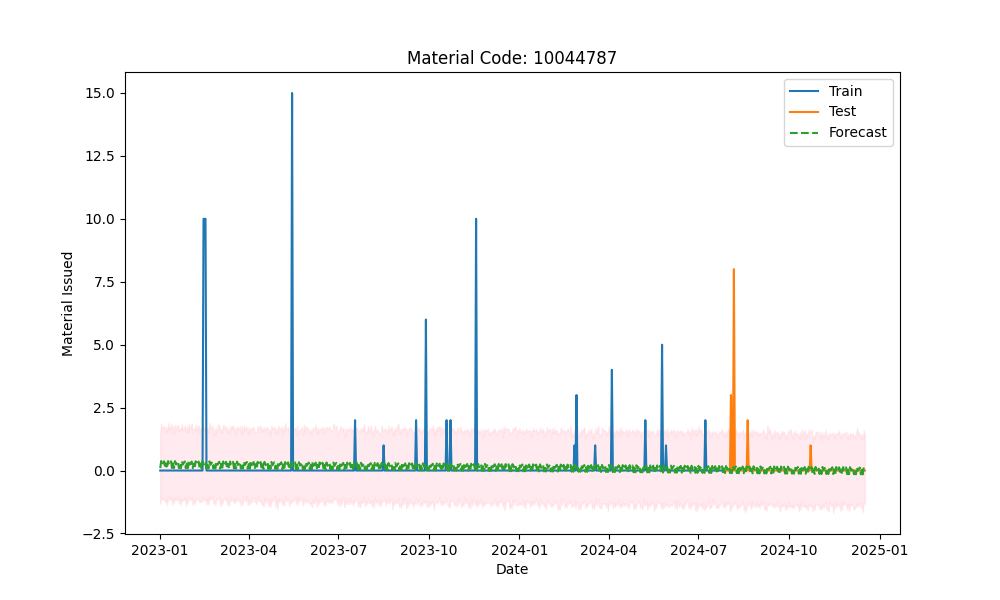 Material Code: 10044787
Train
Test
Forecast
15.0
12.5
10.0
7.5
5.0
2.5
0.0
−2.5
Material Issued
2023-01 2023-04 2023-07 2023-10 2024-01 2024-04 2024-07 2024-10 2025-01
Date